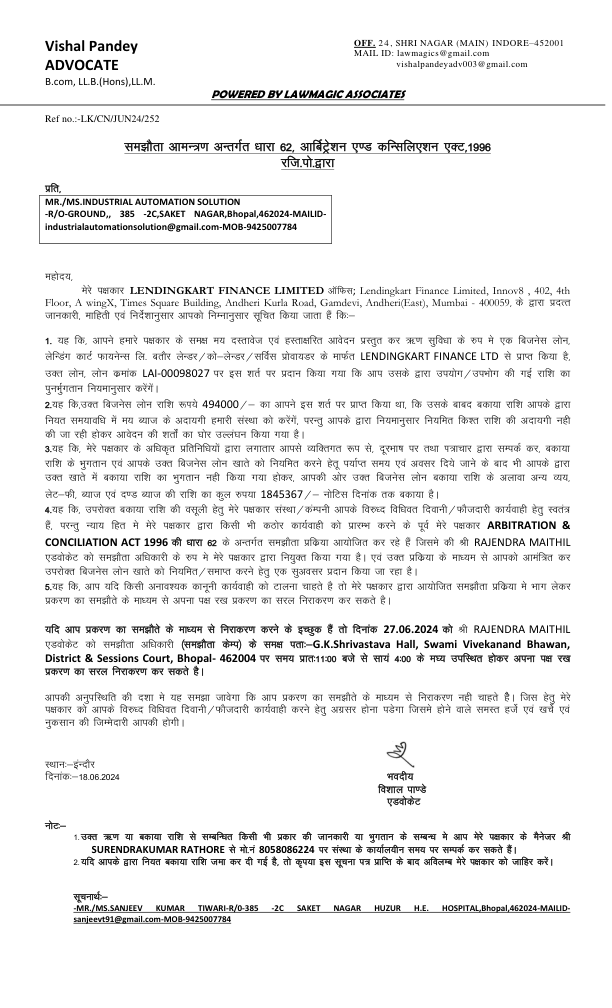 Vishal Pandey
ADVOCATE
B.com, LL.B.(Hons),LL.M.
OFF. 24, SHRI NAGAR (MAIN) INDORE–452001
MAIL ID: lawmagics@gmail.com
vishalpandeyadv003@gmail.com
POWERED BY LAWMAGIC ASSOCIATES
Ref no.:-LK/CN/JUN24/252
समझौता आमन्त्रण अन्तर्गत धारा 62, आर्बिट्रेशन एण्ड कन्सिलिएशन एक्ट,1996
रजि.पो.द्वारा
प्रति,
MR./MS.INDUSTRIAL AUTOMATION SOLUTION
-R/O-GROUND,, 385 -2C,SAKET NAGAR,Bhopal,462024-MAILID-
industrialautomationsolution@gmail.com-MOB-9425007784
महोदय,
मेरे पक्षकार LENDINGKART FINANCE LIMITED ऑफिस; Lendingkart Finance Limited, Innov8 , 402, 4th
Floor, A wingX, Times Square Building, Andheri Kurla Road, Gamdevi, Andheri(East), Mumbai - 400059, के द्वारा प्रदत्त
जानकारी, माहिती एवं निर्देशानुसार आपको निम्नानुसार सूचित किया जाता हैं कि:–
1. यह कि, आपने हमारे पक्षकार के समक्ष मय दस्तावेज एवं हस्ताक्षरित आवेदन प्रस्तुत कर ऋण सुविधा के रुप मे एक बिजनेस लोन,
लेन्डिंग कार्ट फायनेन्स लि. बतौर लेन्डर/को–लेन्डर/सर्विस प्रोवायडर के मार्फत LENDINGKART FINANCE LTD से प्राप्त किया है,
उक्त लोन, लोन क्रमांक LAI-00098027 पर इस शर्त पर प्रदान किया गया कि आप उसके द्वारा उपयोग/उपभोग की गई राशि का
पुनर्भुगतान नियमानुसार करेंगें।
2.यह कि,उक्त बिजनेस लोन राशि रूपये 494000/– का आपने इस शर्त पर प्राप्त किया था, कि उसके बाबद बकाया राशि आपके द्वारा
नियत समयावधि में मय ब्याज के अदायगी हमारी संस्था को करेंगें, परन्तु आपके द्वारा नियमानुसार नियमित किश्त राशि की अदायगी नही
की जा रही होकर आवेदन की शर्तों का घोर उल्लंघन किया गया है।
3.यह कि, मेरे पक्षकार के अधिकृत प्रतिनिधियों द्वारा लगातार आपसे व्यक्तिगत रूप से, दूरभाष पर तथा पत्राचार द्वारा सम्पर्क कर, बकाया
राशि के भुगतान एवं आपके उक्त बिजनेस लोन खाते को नियमित करने हेतू पर्याप्त समय एवं अवसर दिये जाने के बाद भी आपके द्वारा
उक्त खाते में बकाया राशि का भुगतान नही किया गया होकर, आपकी ओर उक्त बिजनेस लोन बकाया राशि के अलावा अन्य व्यय,
लेट–फी, ब्याज एवं दण्ड ब्याज की राशि का कुल रुपया 1845367/– नोटिस दिनांक तक बकाया है।
4.यह कि, उपरोक्त बकाया राशि की वसूली हेतु मेरे पक्षकार संस्था/कम्पनी आपके विरुध्द विधिवत दिवानी/फौजदारी कार्यवाही हेतु स्वतंत्र
हैं, परन्तु न्याय हित मे मेरे पक्षकार द्वारा किसी भी कठोर कार्यवाही को प्रारम्भ करने के पूर्व मेरे पक्षकार ARBITRATION &
CONCILIATION ACT 1996 की धारा 62 के अन्तर्गत समझौता प्रक्रिया आयोजित कर रहे हैं जिसमे की श्री RAJENDRA MAITHIL
एडवोकेट को समझौता अधिकारी के रुप मे मेरे पक्षकार द्वारा नियुक्त किया गया है। एवं उक्त प्रक्रिया के माध्यम से आपको आमंत्रित कर
उपरोक्त बिजनेस लोन खाते को नियमित/समाप्त करने हेतु एक सुअवसर प्रदान किया जा रहा है।
5.यह कि, आप यदि किसी अनावश्यक कानूनी कार्यवाही को टालना चाहते है तो मेरे पक्षकार द्वारा आयोजित समझौता प्रक्रिया मे भाग लेकर
प्रकरण का समझौते के माध्यम से अपना पक्ष रख प्रकरण का सरल निराकरण कर सकते है।
यदि आप प्रकरण का समझौते के माध्यम से निराकरण करने के इच्छुक हैं तो दिनांक 27.06.2024 को श्री RAJENDRA MAITHIL
एडवोकेट को समझौता अधिकारी (समझौता केम्प) के समक्ष पता:–G.K.Shrivastava Hall, Swami Vivekanand Bhawan,
District & Sessions Court, Bhopal- 462004 पर समय प्रातः11:00 बजे से सायं 4:00 के मघ्य उपस्थित होकर अपना पक्ष रख
प्रकरण का सरल निराकरण कर सकते है।
आपकी अनुपस्थिति की दशा मे यह समझा जावेगा कि आप प्रकरण का समझौते के माध्यम से निराकरण नही चाहते हैै। जिस हेतु मेरे
पक्षकार को आपके विरुध्द विधिवत दिवानी/फौजदारी कार्यवाही करने हेतु अग्रसर होना पडेगा जिसमे होने वाले समस्त हर्जे एवं खर्चे एवं
नुकसान की जिम्मेदारी आपकी होगी।
स्थानः–इंन्दौर
दिनांकः–18.06.2024
भवदीय
विशाल पाण्डे
एडवोकेट
नोटः–
1.उक्त ऋण या बकाया राशि से सम्बन्धित किसी भी प्रकार की जानकारी या भुगतान के सम्बन्ध मे आप मेरे पक्षकार के मैनेजर श्री
SURENDRAKUMAR RATHORE से मो.नं 8058086224 पर संस्था के कार्यालयीन समय पर सम्पर्क कर सकते हैं।
2.यदि आपके द्वारा नियत बकाया राशि जमा कर दी गई है, तो कृपया इस सूचना पत्र प्राप्ति के बाद अविलम्ब मेरे पक्षकार को जाहिर करें।
सूचनार्थः–
-MR./MS.SANJEEV KUMAR TIWARI-R/0-385 -2C SAKET NAGAR HUZUR H.E. HOSPITAL,Bhopal,462024-MAILID-
sanjeevt91@gmail.com-MOB-9425007784